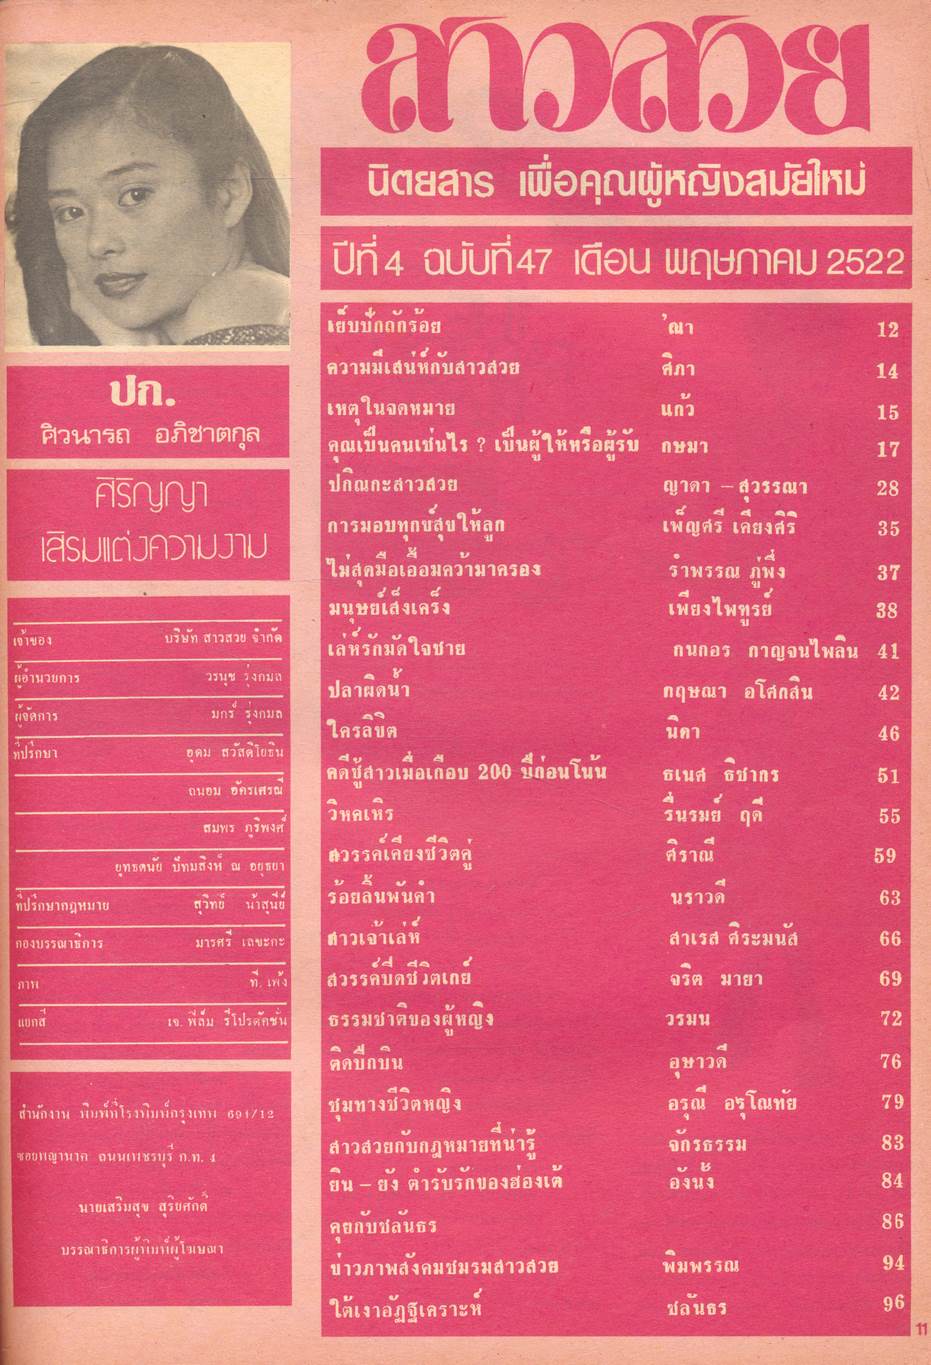 สาวสวย
นิตยสาร เพื่อคุณผู้หญิงสมัยใหม่
ปีที่ 4 ฉบับที่ 47 เดือน พฤษภาคม 2522
ปก.
ศิวนารถ อภิชาตกุล
ศิริญญา
เสริมแต่งความงาม
เจ้าของ บริษัท สาวสวย จำกัด
ผู้อำนวยการ วรนุช รุ่งกมล
ผู้จัดการ มกร์ รุ่งกมล
ที่ปรึกษา อุดม สวัสดิโยธิน
ถนอม อัครเศรณี
สมพร ภูริพงศ์
ยุทธดนัย ปัทมสิงห์ ณ อยุธยา
ที่ปรึกษากฎหมาย สุวิทย์ น้าสุนีย์
กองบรรณาธิการ มารศรี เลขะกะ
ภาพ ที. เพ้ง
แยกสี เจ. ฟิล์ม รีโปรดัคชั่น
สำนักงาน พิมพ์ที่โรงพิมพ์กรุงเทพ 691/12
ซอยพญานาค ถนนเพชรบุรี ก.ท. 4
นายเสริมสุข สุริยศักดิ์
บรรณาธิการผู้พิมพ์ผู้โฆษณา
เย็บปักถักร้อย 'ณา 12
ความมีเสน่ห์กับสาวสวย ศิภา 14
เหตุในจดหมาย แก้ว 15
คุณเป็นคนเช่นไร ? เป็นผู้ให้หรือผู้รับ กษมา 17
ปกิณกะสาวสวย ญาดา – สุวรรณา 28
การมอบทุกข์สุขให้ลูก เพ็ญศรี เคียงศิริ 35
ไม่สุดมือเอื้อมคว้ามาครอง รำพรรณ ภู่พึ่ง 37
มนุษย์เส็งเคร็ง เพียงไพฑูรย์ 38
เล่ห์รักมัดใจชาย กนกอร กาญจนไพลิน 41
ปลาผิดน้ำ กฤษณา อโศกสิน 42
ใครลิขิต นิดา 46
คดีชู้สาวเมื่อเกือบ 200 ปีก่อนโน้น ธเนศ ธิชากร 51
วิหคเหิร รื่นรมย์ ฤดี 55
สวรรค์เคียงชีวิตคู่ ศิราณี 59
ร้อยลิ้นพันคำ นราวดี 63
สาวเจ้าเล่ห์ สาเรศ ศิระมนัส 66
สวรรค์ปิดชีวิตเกย์ จริต มายา 69
ธรรมชาติของผู้หญิง วรมน 72
ติดปีกบิน อุษาวดี 76
ชุมทางชีวิตหญิง อรุณี อรุโณทัย 79
สาวสวยกับกฎหมายที่น่ารู้ จักรธรรม 83
ยิน – ยัง ตำรับรักของฮ่องเต้ อังนั้ง 84
คุยกับชลันธร 86
ข่าวภาพสังคมชมรมสาวสวย พิมพรรณ 94
ใต้เงาอัฏฐเคราะห์ ชลันธร 96
11